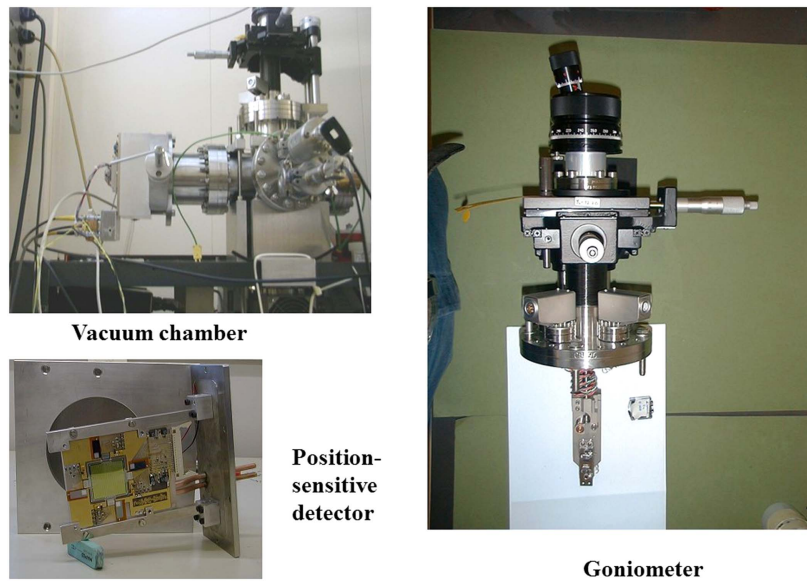 Vacuum chamber
Position-
sensitive
detector
Goniometer